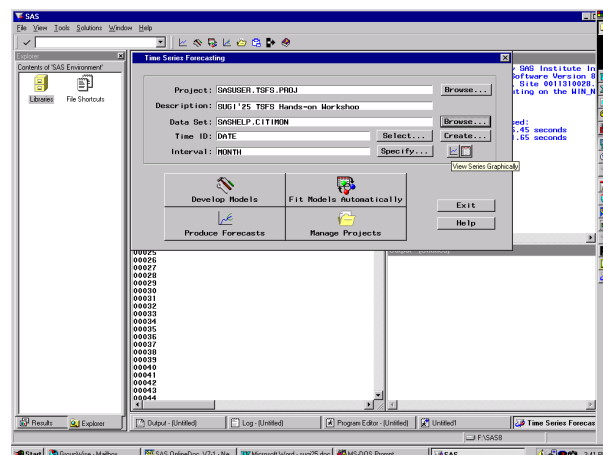 SAS
File View Tools Solutions Window Help
Explorer
Contents of 'SAS Environment'
Libraries File Shortcuts
Time Series Forecasting
Project: SASUSER.TSFS.PROJ Browse...
Description: SUGI'25 TSFS Hands-on Workshop
Data Set: SASHELP.CITIMON Browse...
Time ID: DATE Select... Create...
Interval: MONTH Specify...
View Series Graphically
Develop Models Fit Models Automatically
Exit
Produce Forecasts Manage Projects
Help
SAS Institute In
Software Version 8
Site 0011310028.
ting on the WIN_N
sed:
.45 seconds
.65 seconds
00025
00026
00027
00028
00029
00030
00031
00032
00033
00034
00035
00036
00037
00038
00039
00040
00041
00042
00043
00044
Results Explorer
Output - (Untitled) Log - (Untitled) Program Editor - (Untitled) Untitled1 Time Series Forecas
F:\SAS8
Start GroupWise - Mailbox SAS OnlineDoc, V7-1 - Ne Microsoft Word - sugi25.doc MS-DOS Prompt SAS 3:41 P